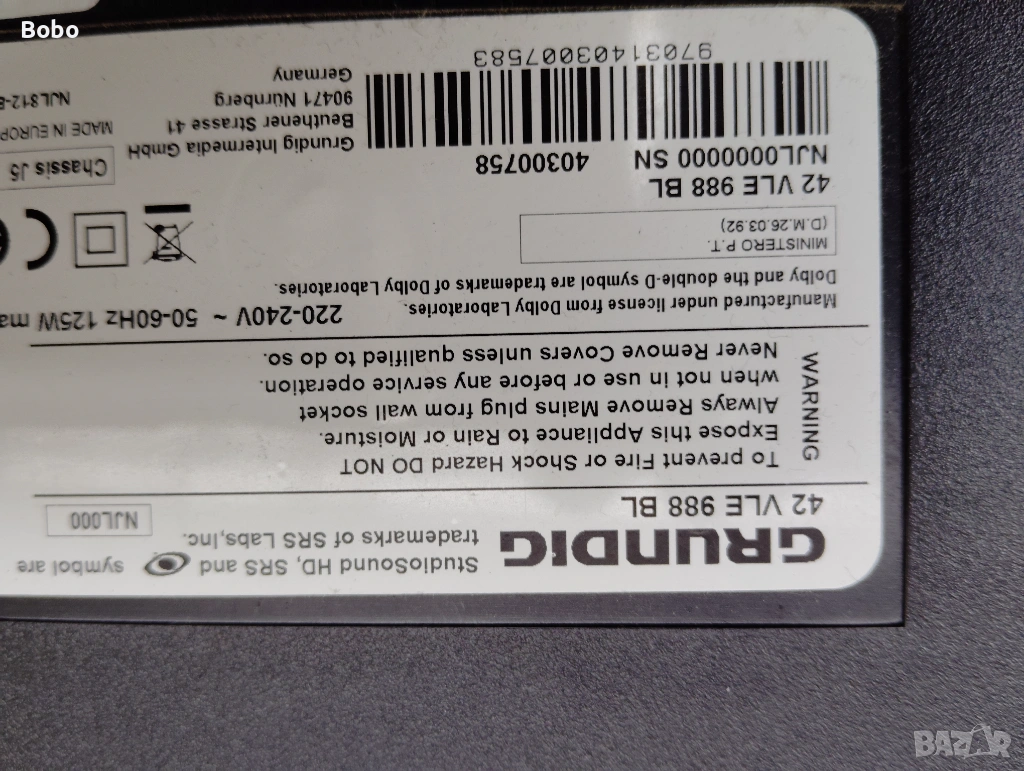 Bobo
GRUNDIG
StudioSound HD, SRS and symbol are
trademarks of SRS Labs,Inc.
42 VLE 988 BL
NJL000
WARNING
To prevent Fire or Shock Hazard DO NOT
Expose this Appliance to Rain or Moisture.
Always Remove Mains plug from wall socket
when not in use or before any service operation.
Never Remove Covers unless qualified to do so.
Manufactured under license from Dolby Laboratories.
Dolby and the double-D symbol are trademarks of Dolby Laboratories.
220-240V ~ 50-60Hz 125W
MINISTERO P.T.
(D.M.26.03.92)
42 VLE 988 BL
NJL0000000 SN 40300758
97031403007583
Grundig Intermedia GmbH
Beuthener Strasse 41
90471 Nürnberg
Germany
CE
Chassis J5
MADE IN
BAZAR